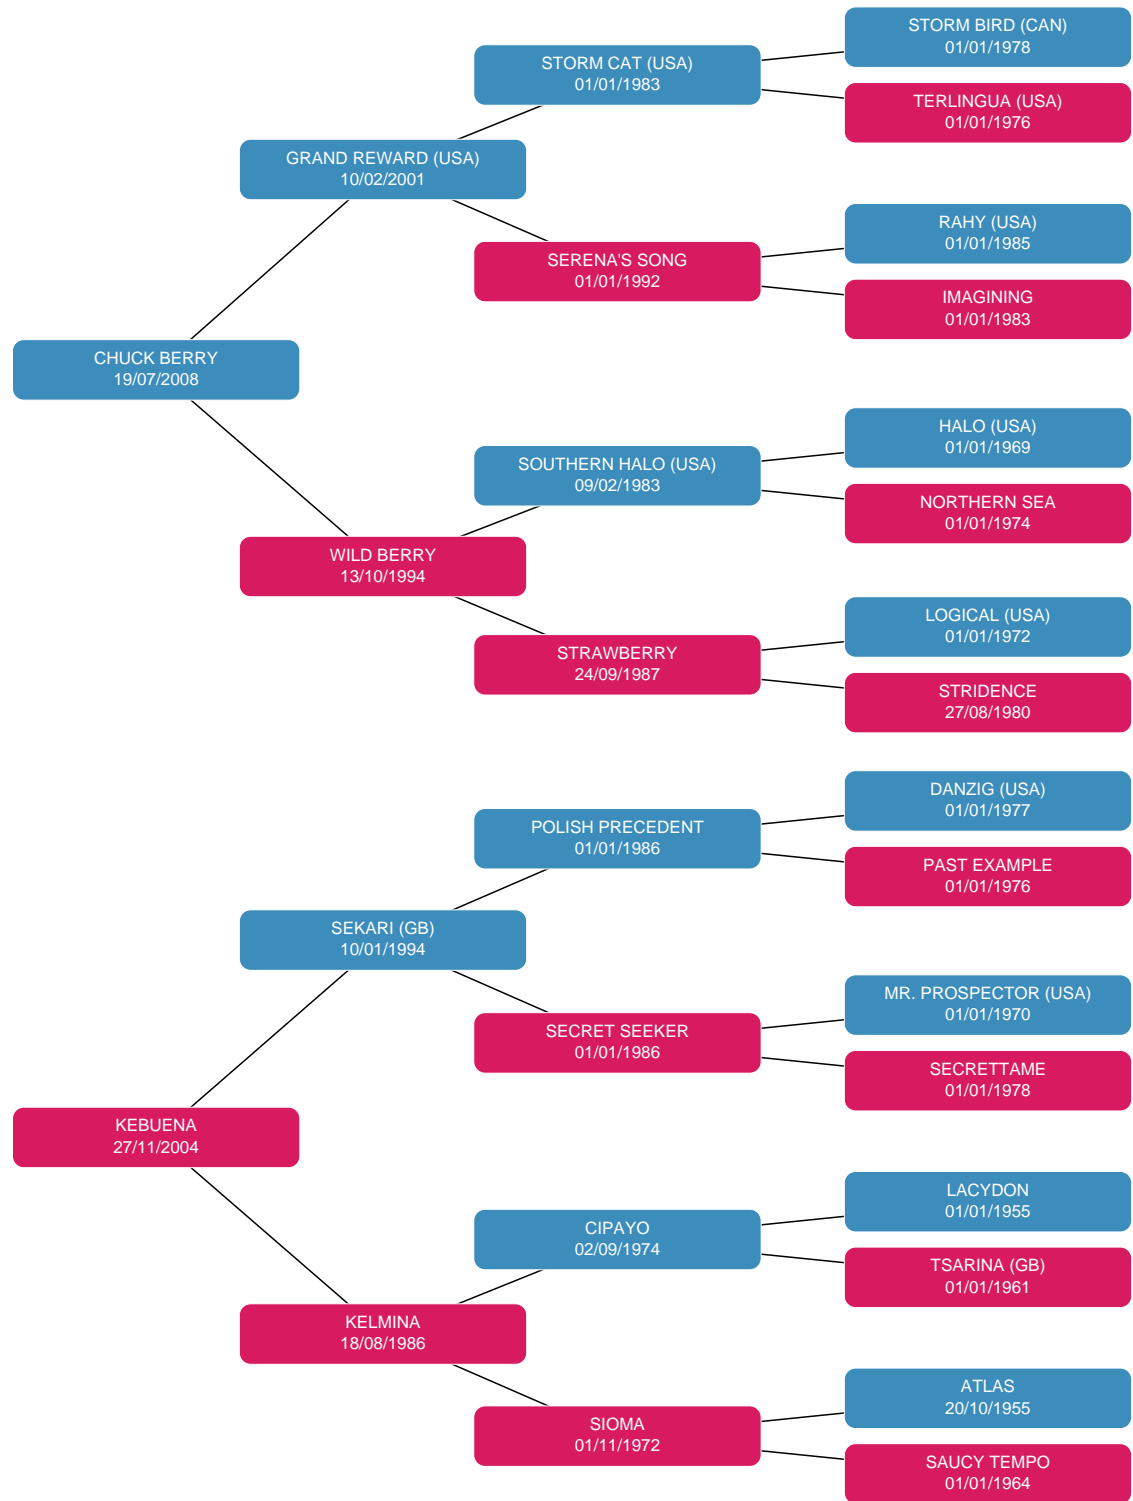 STORM BIRD (CAN)
01/01/1978
STORM CAT (USA)
01/01/1983
TERLINGUA (USA)
01/01/1976
GRAND REWARD (USA)
10/02/2001
RAHY (USA)
01/01/1985
SERENA'S SONG
01/01/1992
IMAGINING
01/01/1983
CHUCK BERRY
19/07/2008
HALO (USA)
01/01/1969
SOUTHERN HALO (USA)
09/02/1983
NORTHERN SEA
01/01/1974
WILD BERRY
13/10/1994
LOGICAL (USA)
01/01/1972
STRAWBERRY
24/09/1987
STRIDENCE
27/08/1980
DANZIG (USA)
01/01/1977
POLISH PRECEDENT
01/01/1986
PAST EXAMPLE
01/01/1976
SEKARI (GB)
10/01/1994
MR. PROSPECTOR (USA)
01/01/1970
SECRET SEEKER
01/01/1986
SECRETTAME
01/01/1978
KEBUENA
27/11/2004
LACYDON
01/01/1955
CIPAYO
02/09/1974
TSARINA (GB)
01/01/1961
KELMINA
18/08/1986
ATLAS
20/10/1955
SIOMA
01/11/1972
SAUCY TEMPO
01/01/1964